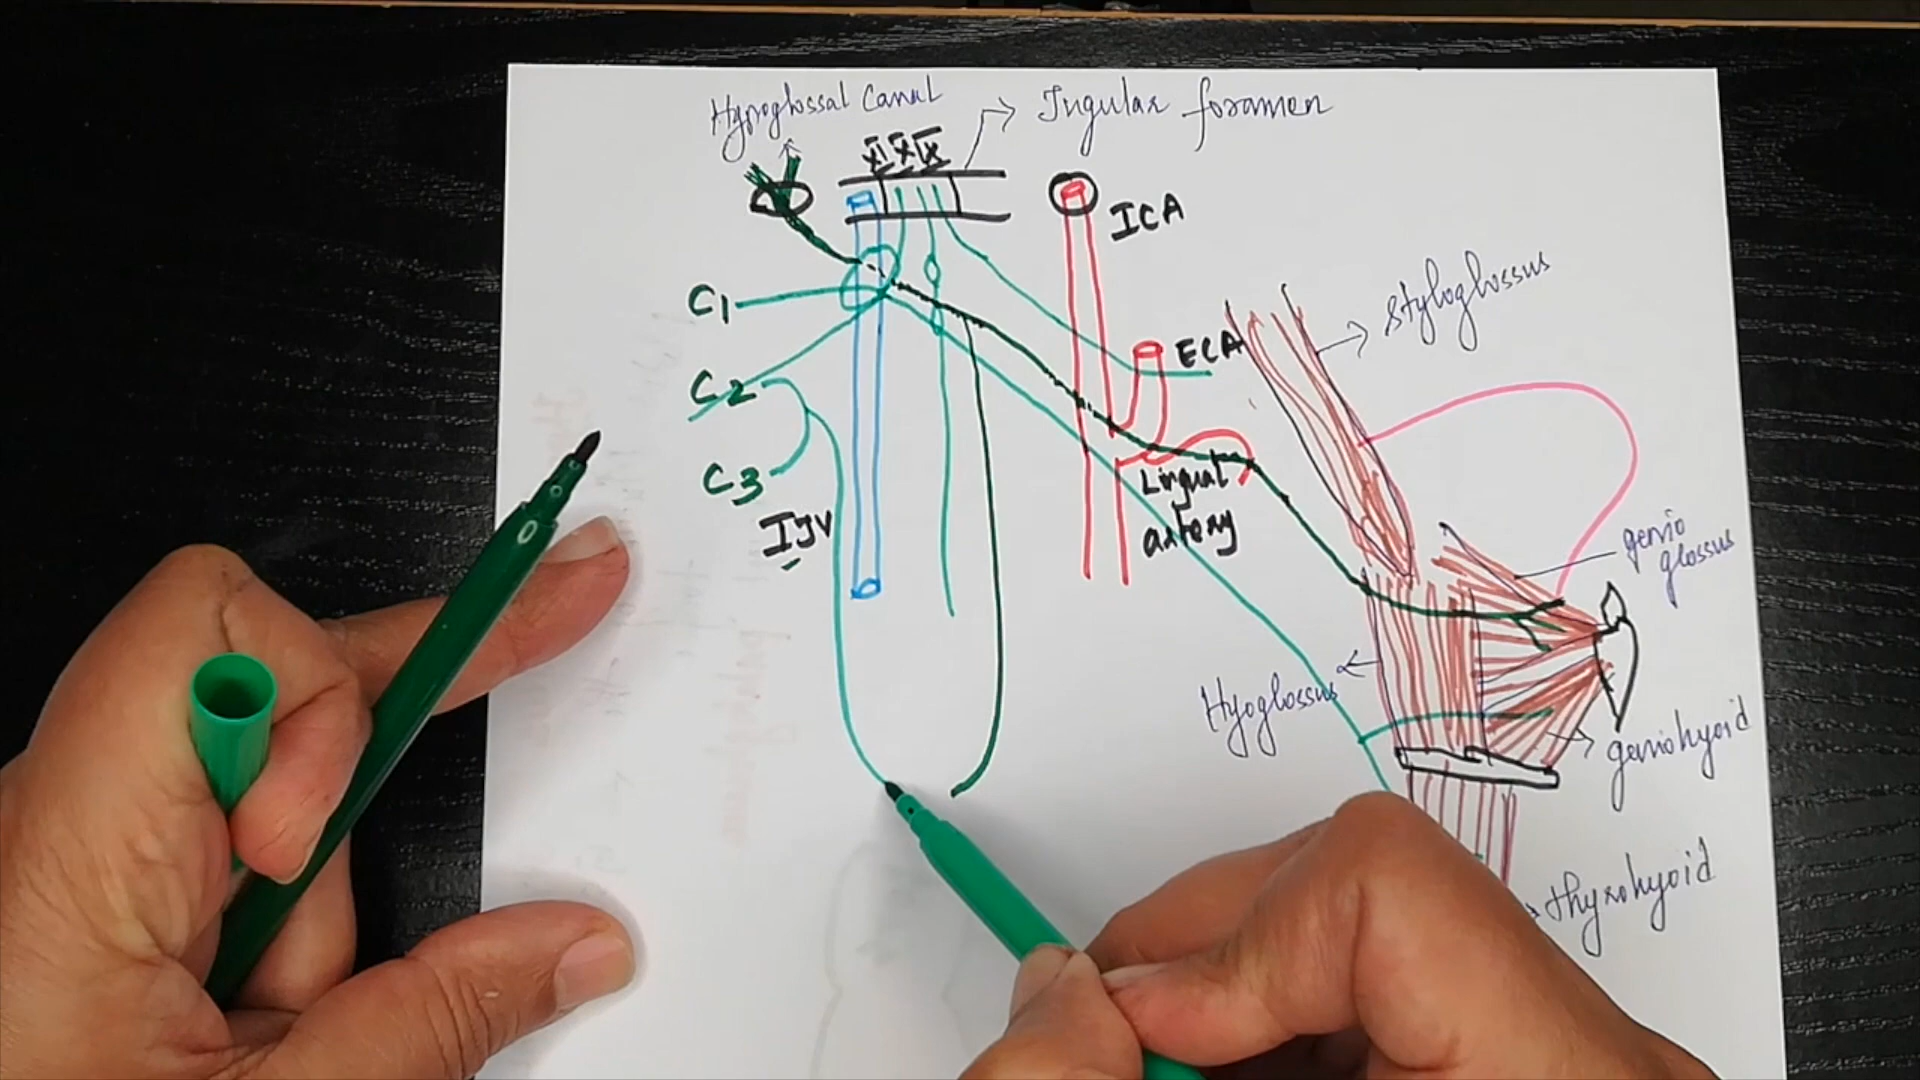 Hypoglossal Canal
Jugular foramen
XI X IX
ICA
C1
Styloglossus
ECA
C2
C3
Lingual
artery
IJV
genio
glossus
Hyoglossus
geniohyoid
thyrohyoid